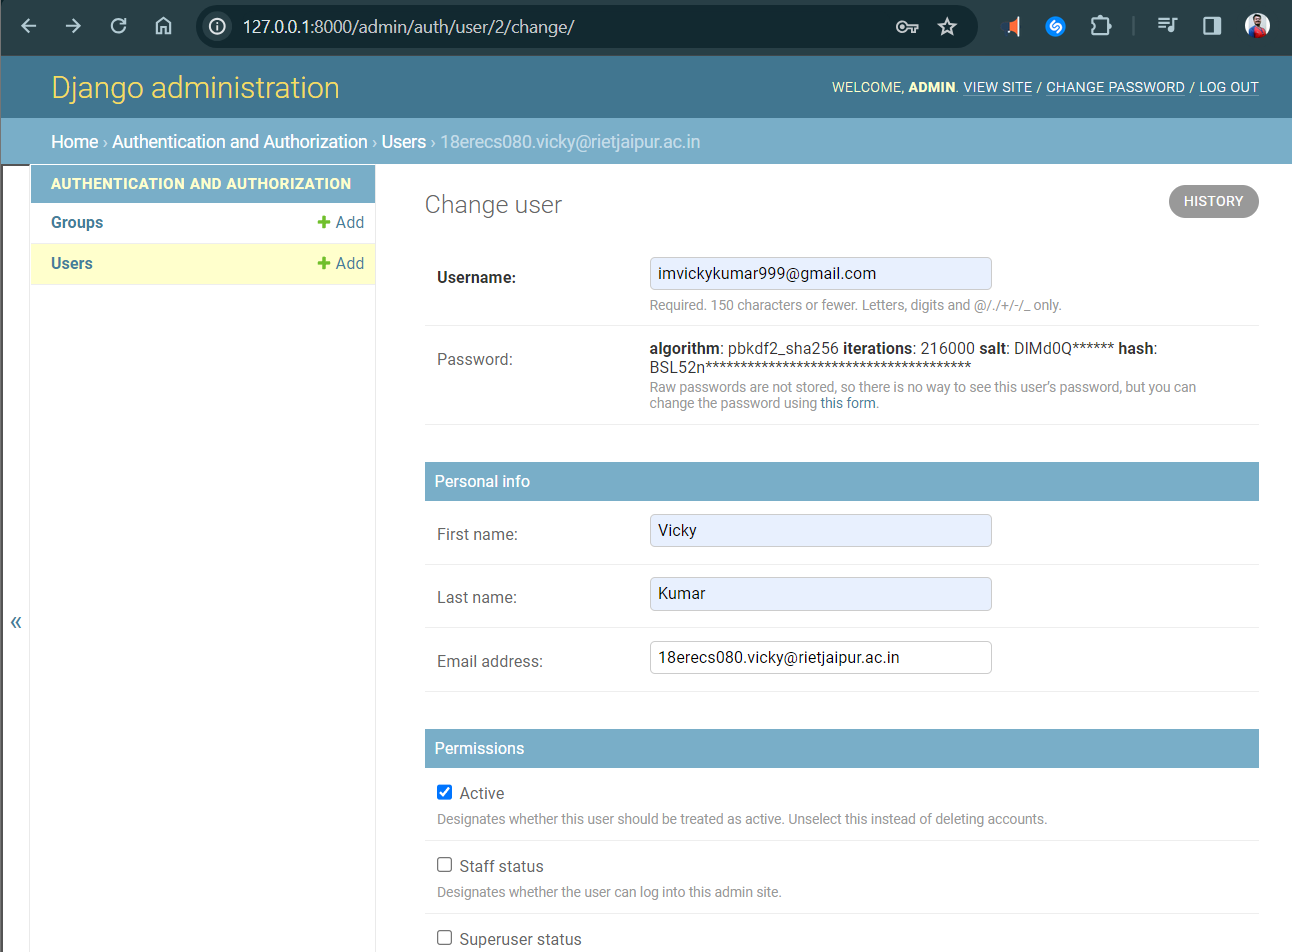 127.0.0.1:8000/admin/auth/user/2/change/
Django administration
WELCOME, ADMIN. VIEW SITE / CHANGE PASSWORD / LOG OUT
Home › Authentication and Authorization › Users › 18erecs080.vicky@rietjaipur.ac.in
AUTHENTICATION AND AUTHORIZATION
Groups + Add
Users + Add
«
Change user
HISTORY
Username: imvickykumar999@gmail.com
Required. 150 characters or fewer. Letters, digits and @/./+/-/_ only.
Password: algorithm: pbkdf2_sha256 iterations: 216000 salt: DlMd0Q****** hash:
BSL52n**************************************
Raw passwords are not stored, so there is no way to see this user's password, but you can
change the password using this form.
Personal info
First name: Vicky
Last name: Kumar
Email address: 18erecs080.vicky@rietjaipur.ac.in
Permissions
Active
Designates whether this user should be treated as active. Unselect this instead of deleting accounts.
Staff status
Designates whether the user can log into this admin site.
Superuser status